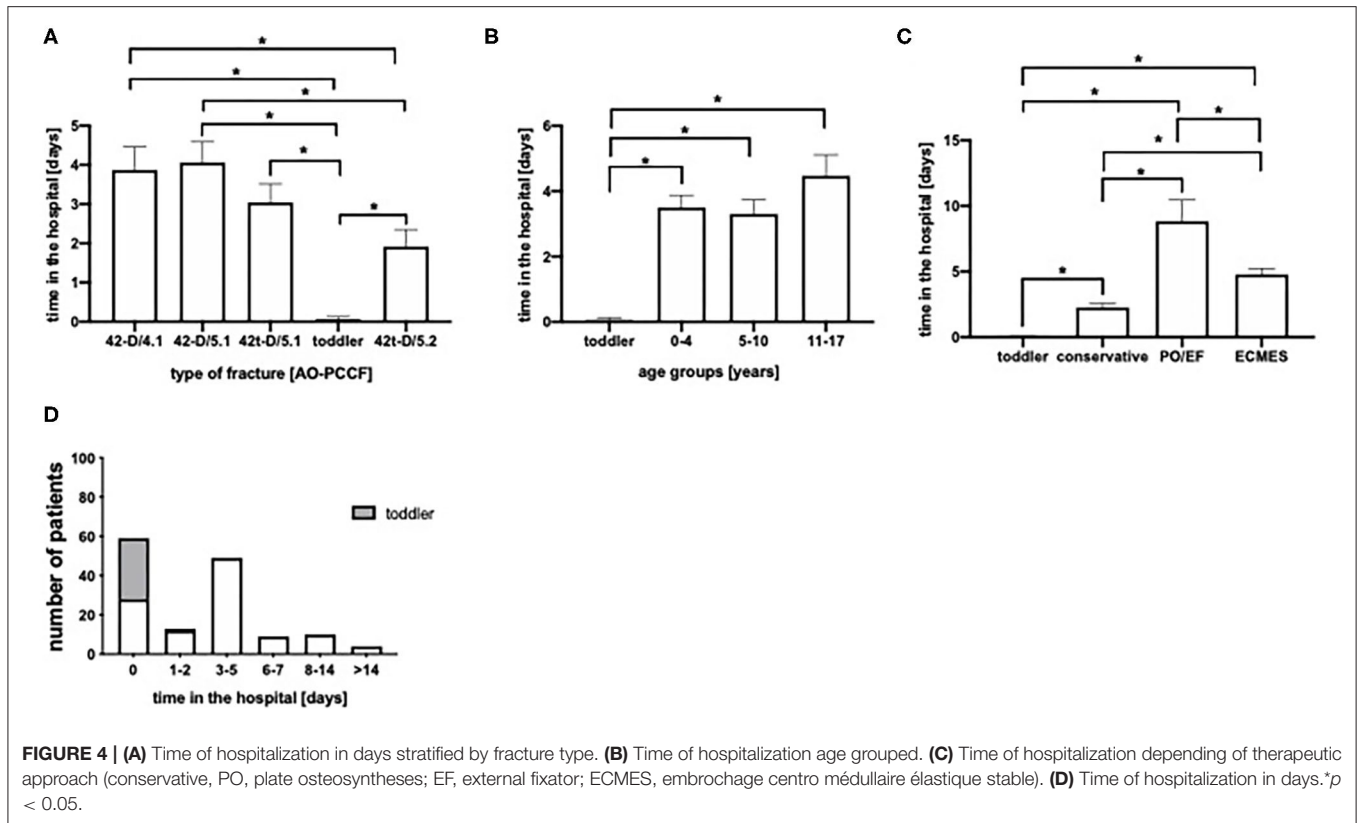 A
*
*
*
*
*
*
time in the hospital [days]
5
4
3
2
1
0
42-D/4.1 42-D/5.1 42t-D/5.1 toddler 42t-D/5.2
type of fracture [AO-PCCF]
B
*
*
*
time in the hospital [days]
6
4
2
0
toddler 0-4 5-10 11-17
age groups [years]
C
*
*
*
*
*
*
time in the hospital [days]
15
10
5
0
toddler conservative PO/EF ECMES
D
number of patients
100
80
60
40
20
0
toddler
0 1-2 3-5 6-7 8-14 >14
time in the hospital [days]
FIGURE 4 | (A) Time of hospitalization in days stratified by fracture type. (B) Time of hospitalization age grouped. (C) Time of hospitalization depending of therapeutic
approach (conservative, PO, plate osteosyntheses; EF, external fixator; ECMES, embrochage centro médullaire élastique stable). (D) Time of hospitalization in days.*p
< 0.05.